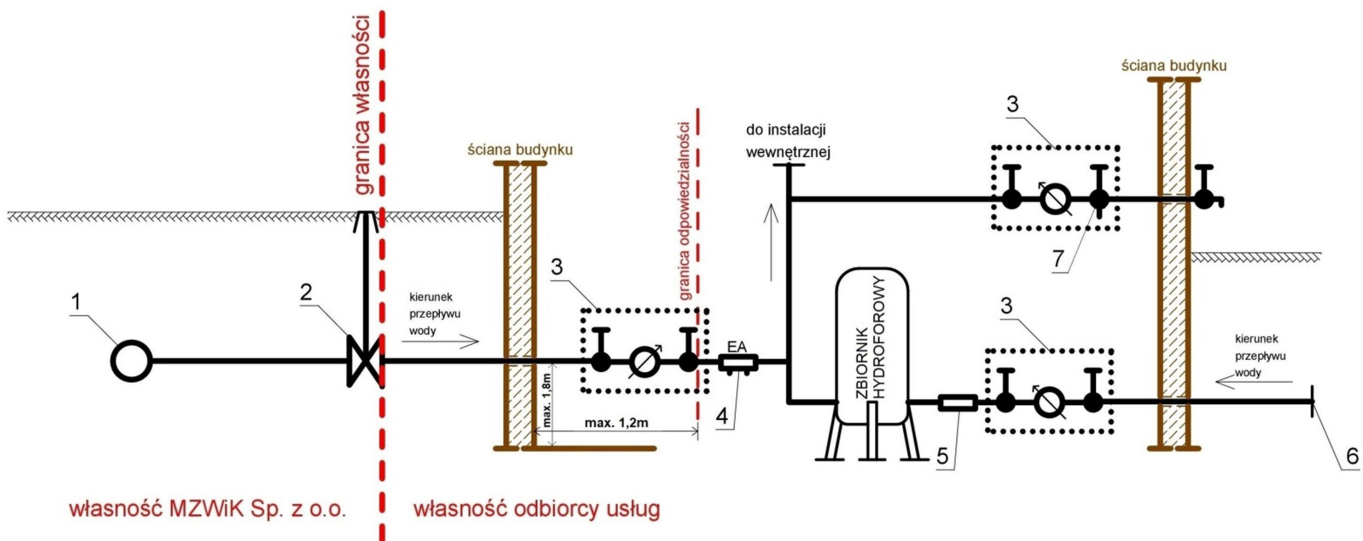 granica własności
ściana budynku
granica odpowiedzialności
do instalacji
wewnętrznej
ściana budynku
3
7
1
2
kierunek
przepływu
wody
3
EA
4
max. 1,8m
max. 1,2m
ZBIORNIK
HYDROFOROWY
3
5
kierunek
przepływu
wody
6
własność MZWiK Sp. z o.o.
własność odbiorcy usług